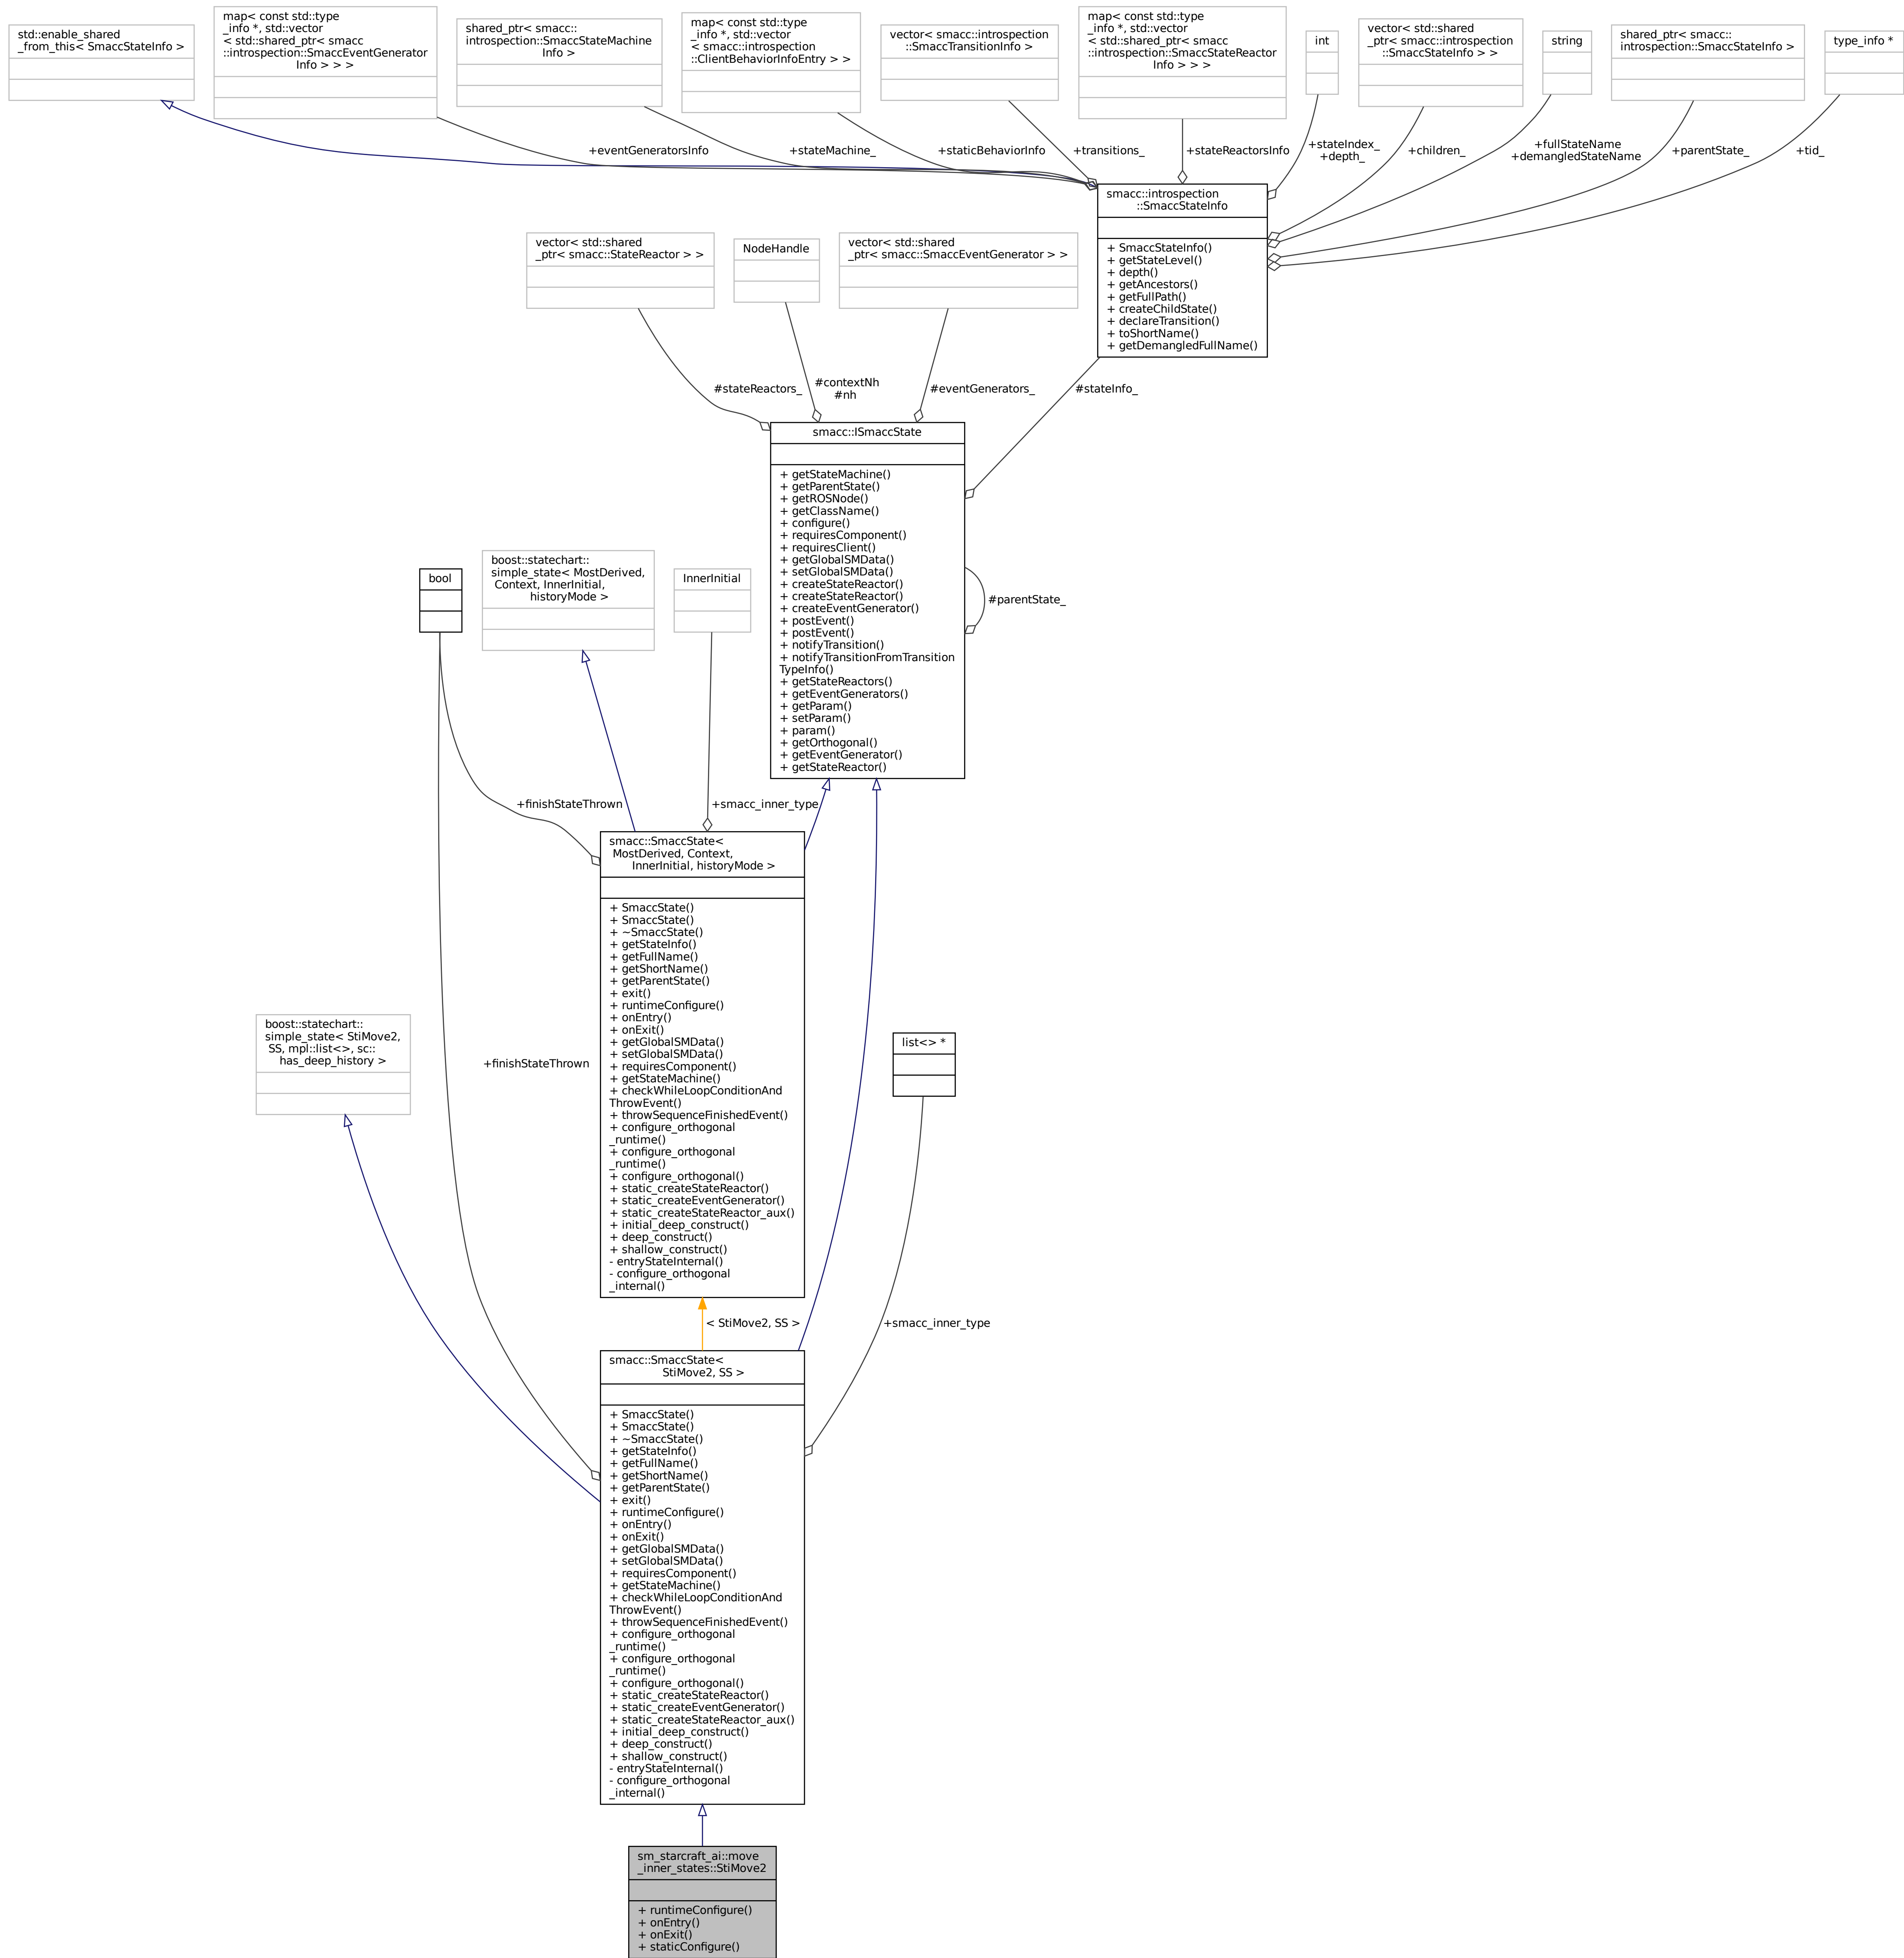 std::enable_shared
_from_this< SmaccStateInfo >
map< const std::type
_info *, std::vector
< std::shared_ptr< smacc
::introspection::SmaccEventGenerator
Info > > >
shared_ptr< smacc::
introspection::SmaccStateMachine
Info >
map< const std::type
_info *, std::vector
< smacc::introspection
::ClientBehaviorInfoEntry > >
vector< smacc::introspection
::SmaccTransitionInfo >
map< const std::type
_info *, std::vector
< std::shared_ptr< smacc
::introspection::SmaccStateReactor
Info > > >
int
vector< std::shared
_ptr< smacc::introspection
::SmaccStateInfo > >
string
shared_ptr< smacc::
introspection::SmaccStateInfo >
type_info *
+eventGeneratorsInfo
+stateMachine_
+staticBehaviorInfo
+transitions_
+stateReactorsInfo
+stateIndex_
+depth_
+children_
+fullStateName
+demangledStateName
+parentState_
+tid_
smacc::introspection
::SmaccStateInfo
+ SmaccStateInfo()
+ getStateLevel()
+ depth()
+ getAncestors()
+ getFullPath()
+ createChildState()
+ declareTransition()
+ toShortName()
+ getDemangledFullName()
vector< std::shared
_ptr< smacc::StateReactor > >
NodeHandle
vector< std::shared
_ptr< smacc::SmaccEventGenerator > >
#stateReactors_
#contextNh
#nh
#eventGenerators_
#stateInfo_
smacc::ISmaccState
+ getStateMachine()
+ getParentState()
+ getROSNode()
+ getClassName()
+ configure()
+ requiresComponent()
+ requiresClient()
+ getGlobalSMData()
+ setGlobalSMData()
+ createStateReactor()
+ createStateReactor()
+ createEventGenerator()
+ postEvent()
+ postEvent()
+ notifyTransition()
+ notifyTransitionFromTransition
TypeInfo()
+ getStateReactors()
+ getEventGenerators()
+ getParam()
+ setParam()
+ param()
+ getOrthogonal()
+ getEventGenerator()
+ getStateReactor()
#parentState_
bool
boost::statechart::
simple_state< MostDerived,
Context, InnerInitial,
historyMode >
InnerInitial
+finishStateThrown
+smacc_inner_type
smacc::SmaccState<
MostDerived, Context,
InnerInitial, historyMode >
+ SmaccState()
+ SmaccState()
+ ~SmaccState()
+ getStateInfo()
+ getFullName()
+ getShortName()
+ getParentState()
+ exit()
+ runtimeConfigure()
+ onEntry()
+ onExit()
+ getGlobalSMData()
+ setGlobalSMData()
+ requiresComponent()
+ getStateMachine()
+ checkWhileLoopConditionAnd
ThrowEvent()
+ throwSequenceFinishedEvent()
+ configure_orthogonal
_runtime()
+ configure_orthogonal
_runtime()
+ configure_orthogonal()
+ static_createStateReactor()
+ static_createEventGenerator()
+ static_createStateReactor_aux()
+ initial_deep_construct()
+ deep_construct()
+ shallow_construct()
- entryStateInternal()
- configure_orthogonal
_internal()
boost::statechart::
simple_state< StiMove2,
SS, mpl::list<>, sc::
has_deep_history >
+finishStateThrown
list<> *
< StiMove2, SS >
+smacc_inner_type
smacc::SmaccState<
StiMove2, SS >
+ SmaccState()
+ SmaccState()
+ ~SmaccState()
+ getStateInfo()
+ getFullName()
+ getShortName()
+ getParentState()
+ exit()
+ runtimeConfigure()
+ onEntry()
+ onExit()
+ getGlobalSMData()
+ setGlobalSMData()
+ requiresComponent()
+ getStateMachine()
+ checkWhileLoopConditionAnd
ThrowEvent()
+ throwSequenceFinishedEvent()
+ configure_orthogonal
_runtime()
+ configure_orthogonal
_runtime()
+ configure_orthogonal()
+ static_createStateReactor()
+ static_createEventGenerator()
+ static_createStateReactor_aux()
+ initial_deep_construct()
+ deep_construct()
+ shallow_construct()
- entryStateInternal()
- configure_orthogonal
_internal()
sm_starcraft_ai::move
_inner_states::StiMove2
+ runtimeConfigure()
+ onEntry()
+ onExit()
+ staticConfigure()